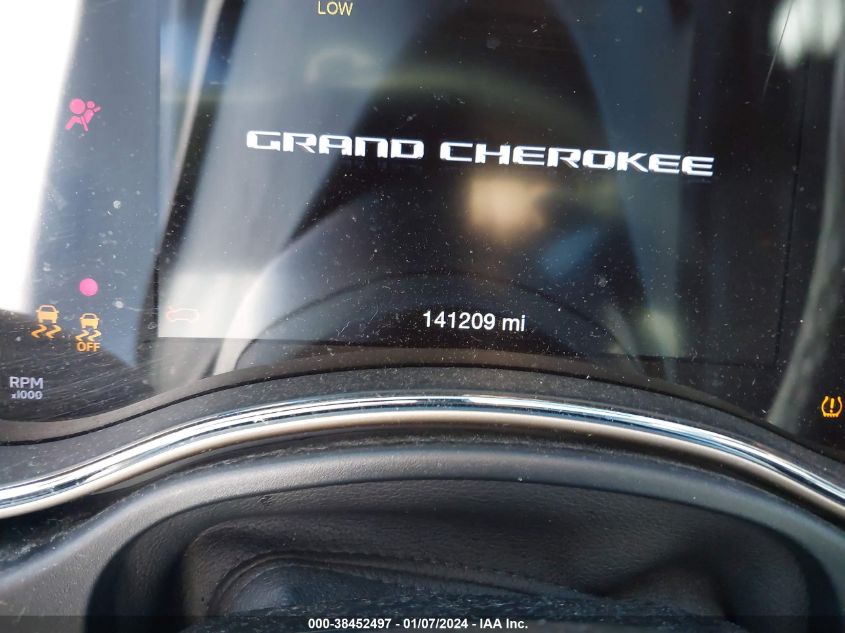 LOW
GRAND CHEROKEE
141209 mi
OFF
RPM
x1000
000-38452497 - 01/07/2024 - IAA Inc.